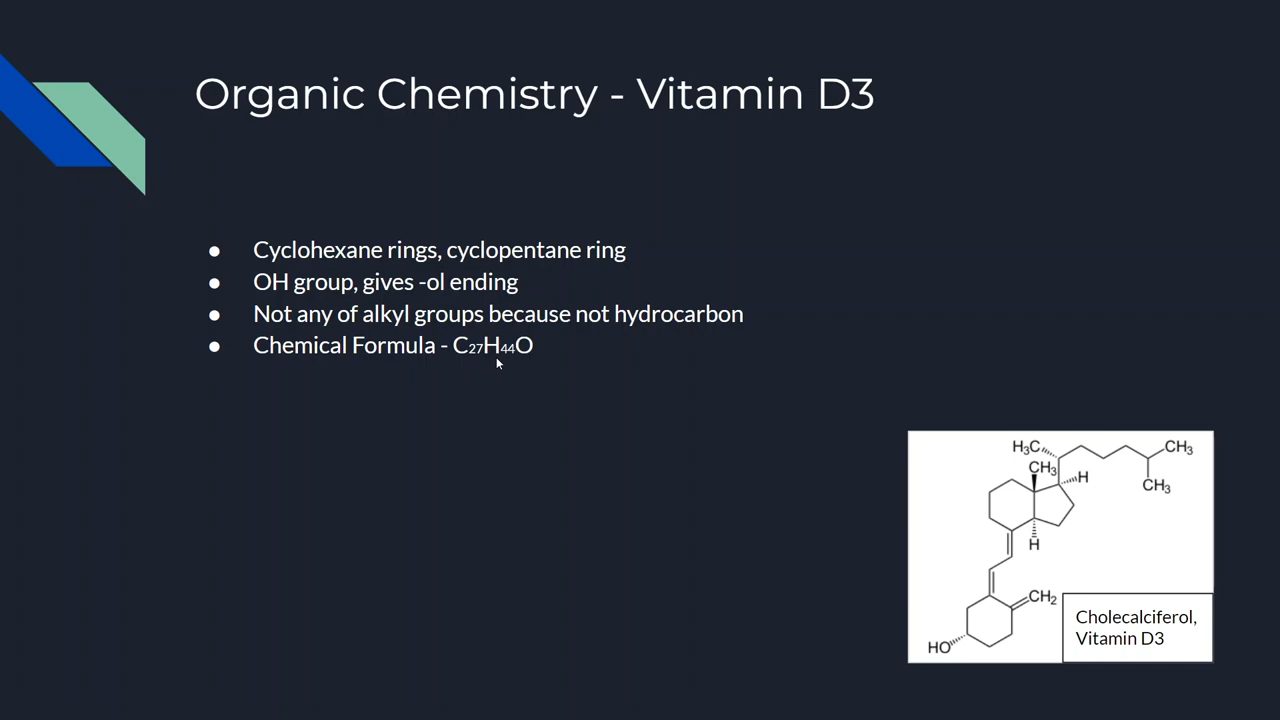 Organic Chemistry - Vitamin D3
● Cyclohexane rings, cyclopentane ring
● OH group, gives -ol ending
● Not any of alkyl groups because not hydrocarbon
● Chemical Formula - C₂₇H₄₄O
H₃C
CH₃
CH₃
H
CH₃
H
CH₂
HO
Cholecalciferol,
Vitamin D3